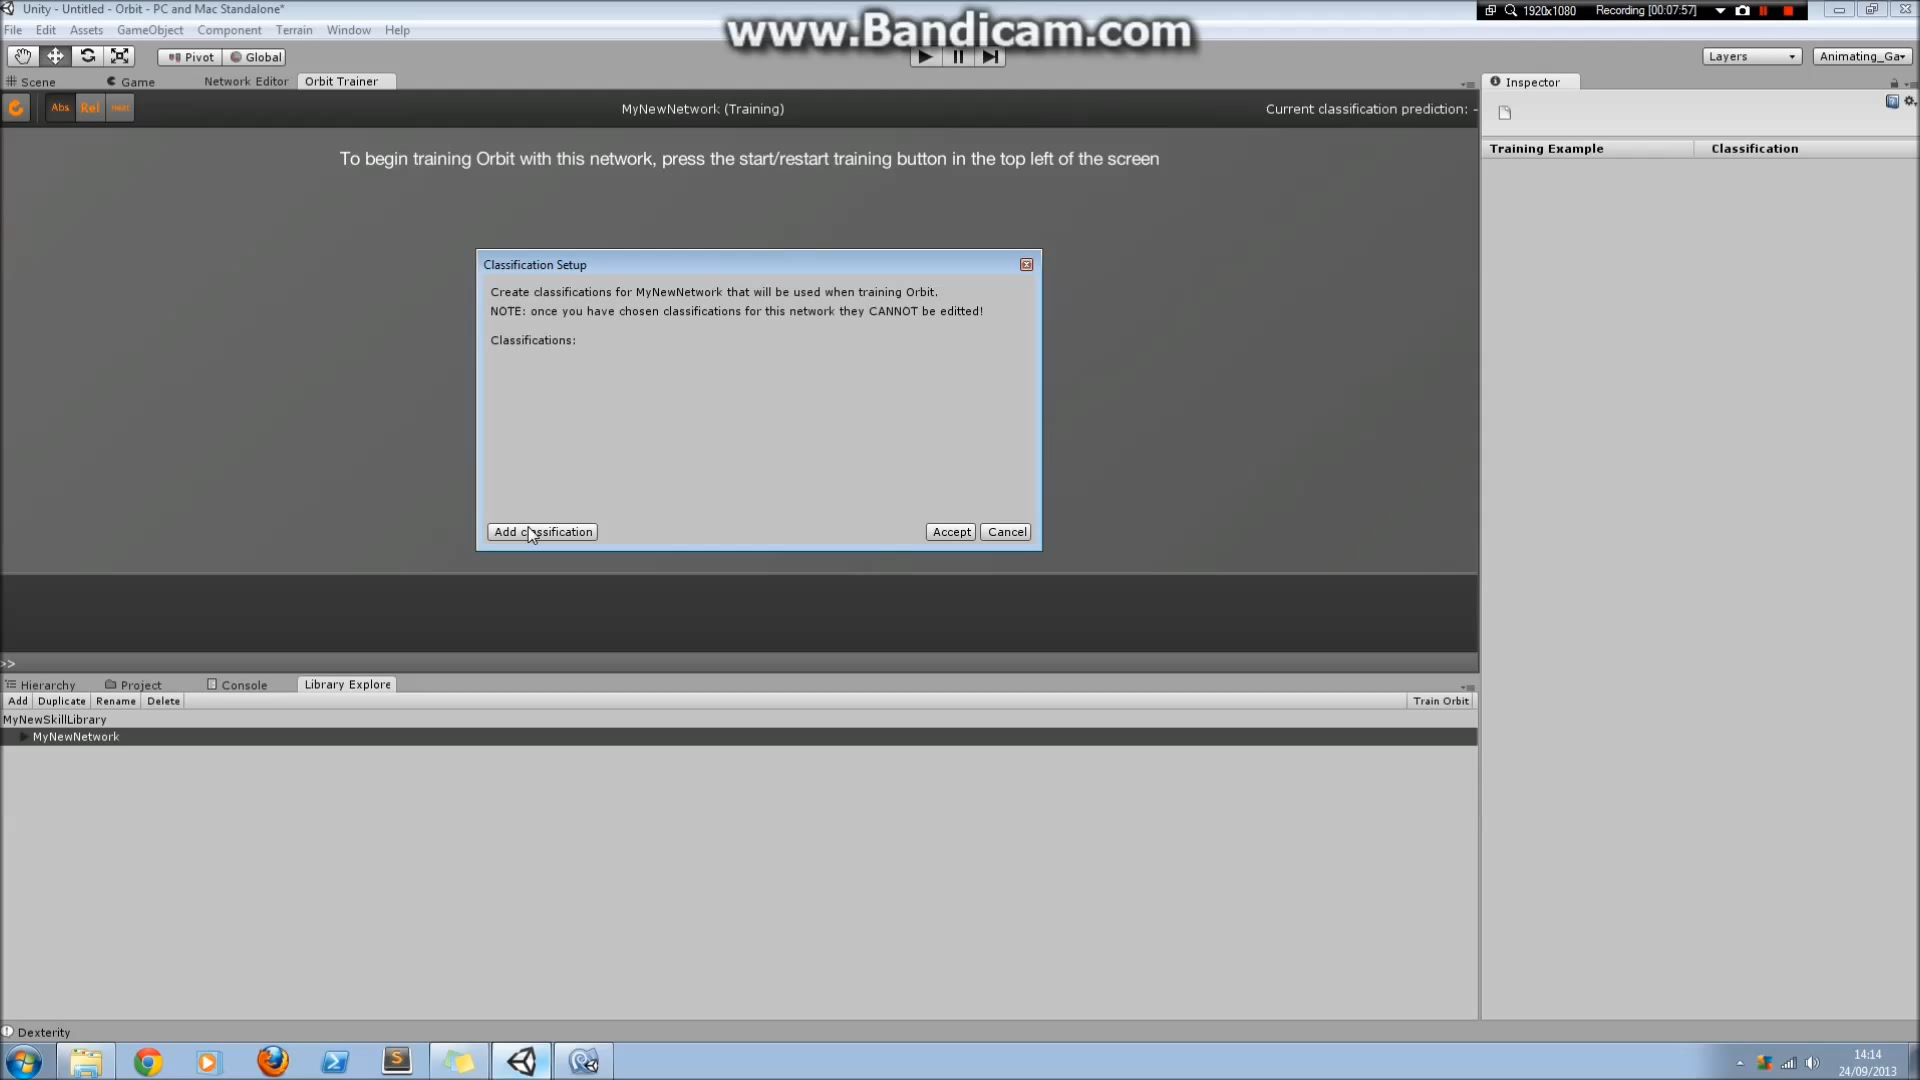 Unity - Untitled - Orbit - PC and Mac Standalone*
www.Bandicam.com
1920x1080 Recording [00:07:57]
File Edit Assets GameObject Component Terrain Window Help
Pivot Global
Layers Animating_Ga
Scene Game Network Editor Orbit Trainer
Inspector
Abs Rel
MyNewNetwork (Training)
Current classification prediction: -
To begin training Orbit with this network, press the start/restart training button in the top left of the screen
Training Example Classification
Classification Setup
Create classifications for MyNewNetwork that will be used when training Orbit.
NOTE: once you have chosen classifications for this network they CANNOT be editted!
Classifications:
Add classification Accept Cancel
>>
Hierarchy Project Console Library Explore
Add Duplicate Rename Delete Train Orbit
MyNewSkillLibrary
MyNewNetwork
Dexterity
S
14:14
24/09/2013